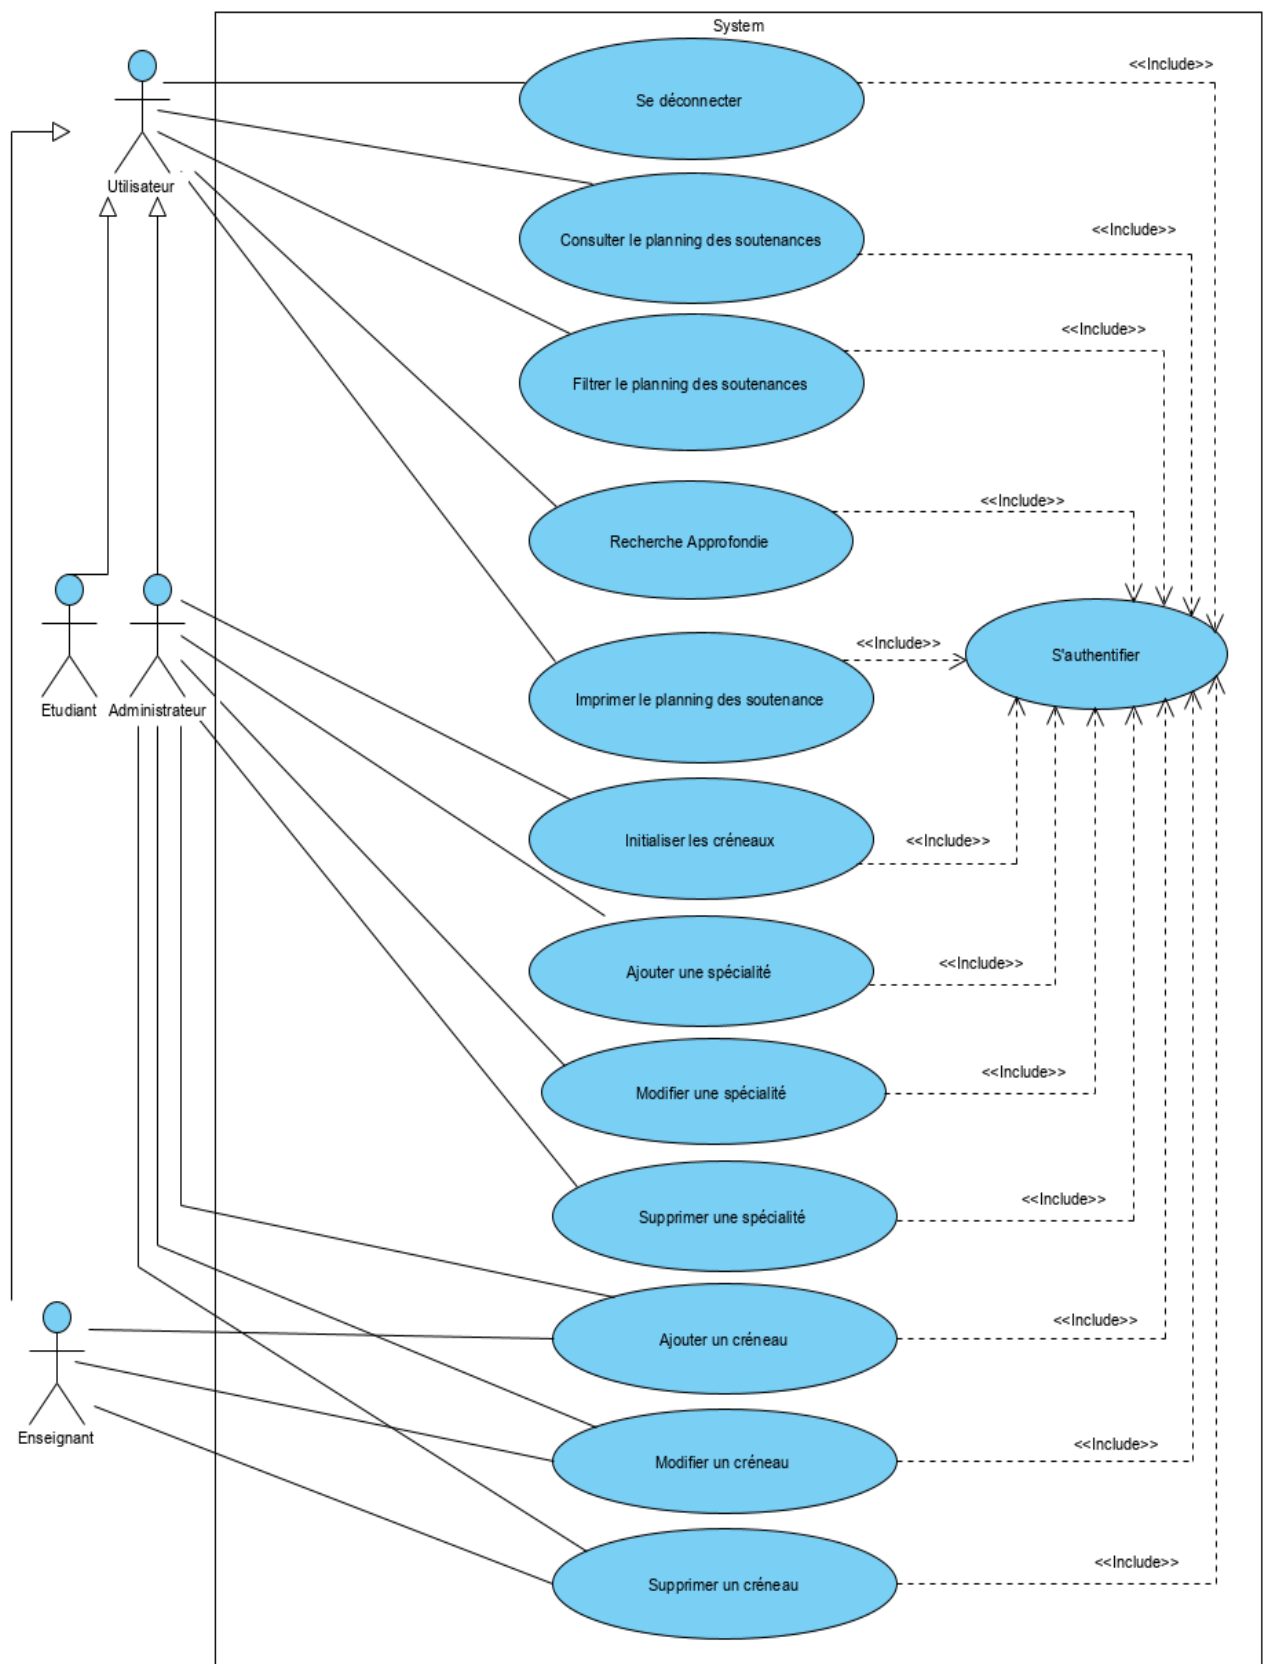 System
<<Include>>
Se déconnecter
Utilisateur
<<Include>>
Consulter le planning des soutenances
<<Include>>
Filtrer le planning des soutenances
<<Include>>
Recherche Approfondie
<<Include>>
S'authentifier
Imprimer le planning des soutenance
Etudiant
Administrateur
Initialiser les créneaux
<<Include>>
Ajouter une spécialité
<<Include>>
<<Include>>
Modifier une spécialité
<<Include>>
Supprimer une spécialité
<<Include>>
Ajouter un créneau
Enseignant
<<Include>>
Modifier un créneau
<<Include>>
Supprimer un créneau